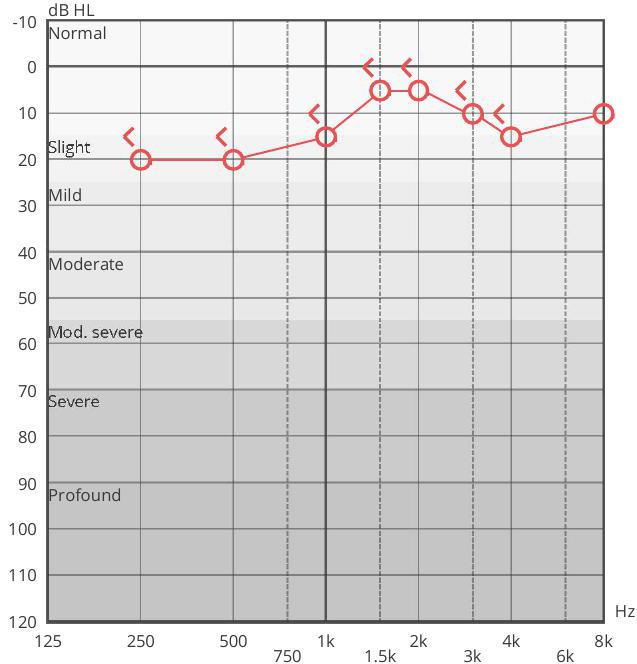 dB HL
-10
Normal
0
10
Slight
20
Mild
30
40
Moderate
50
Mod. severe
60
70
Severe
80
90
Profound
100
110
120
Hz
125 250 500 1k 2k 4k 8k
750 1.5k 3k 6k